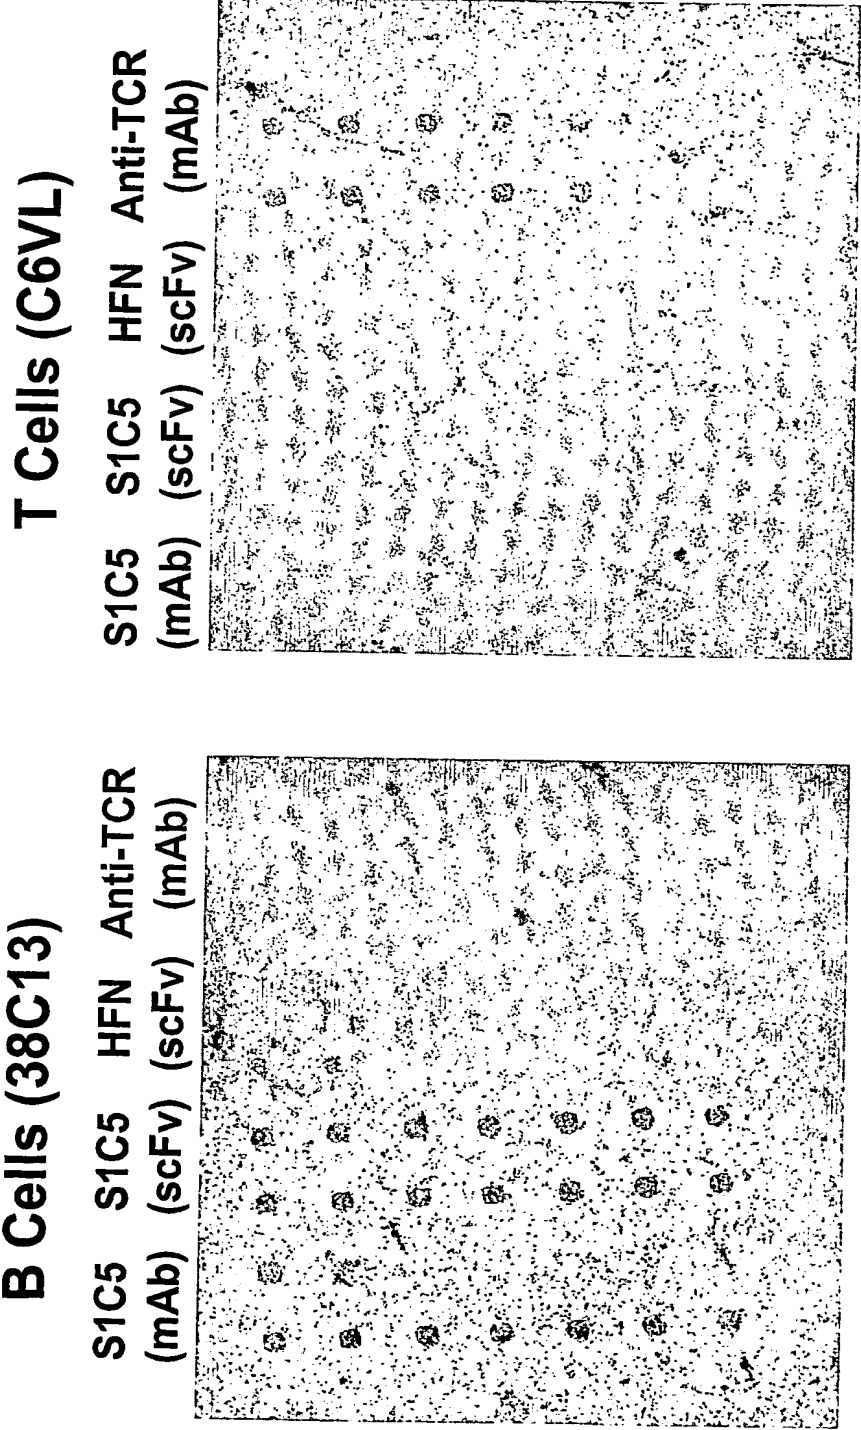 B Cells (38C13)
S1C5 S1C5 HFN Anti-TCR
(mAb) (scFv) (scFv) (mAb)
T Cells (C6VL)
S1C5 S1C5 HFN Anti-TCR
(mAb) (scFv) (scFv) (mAb)